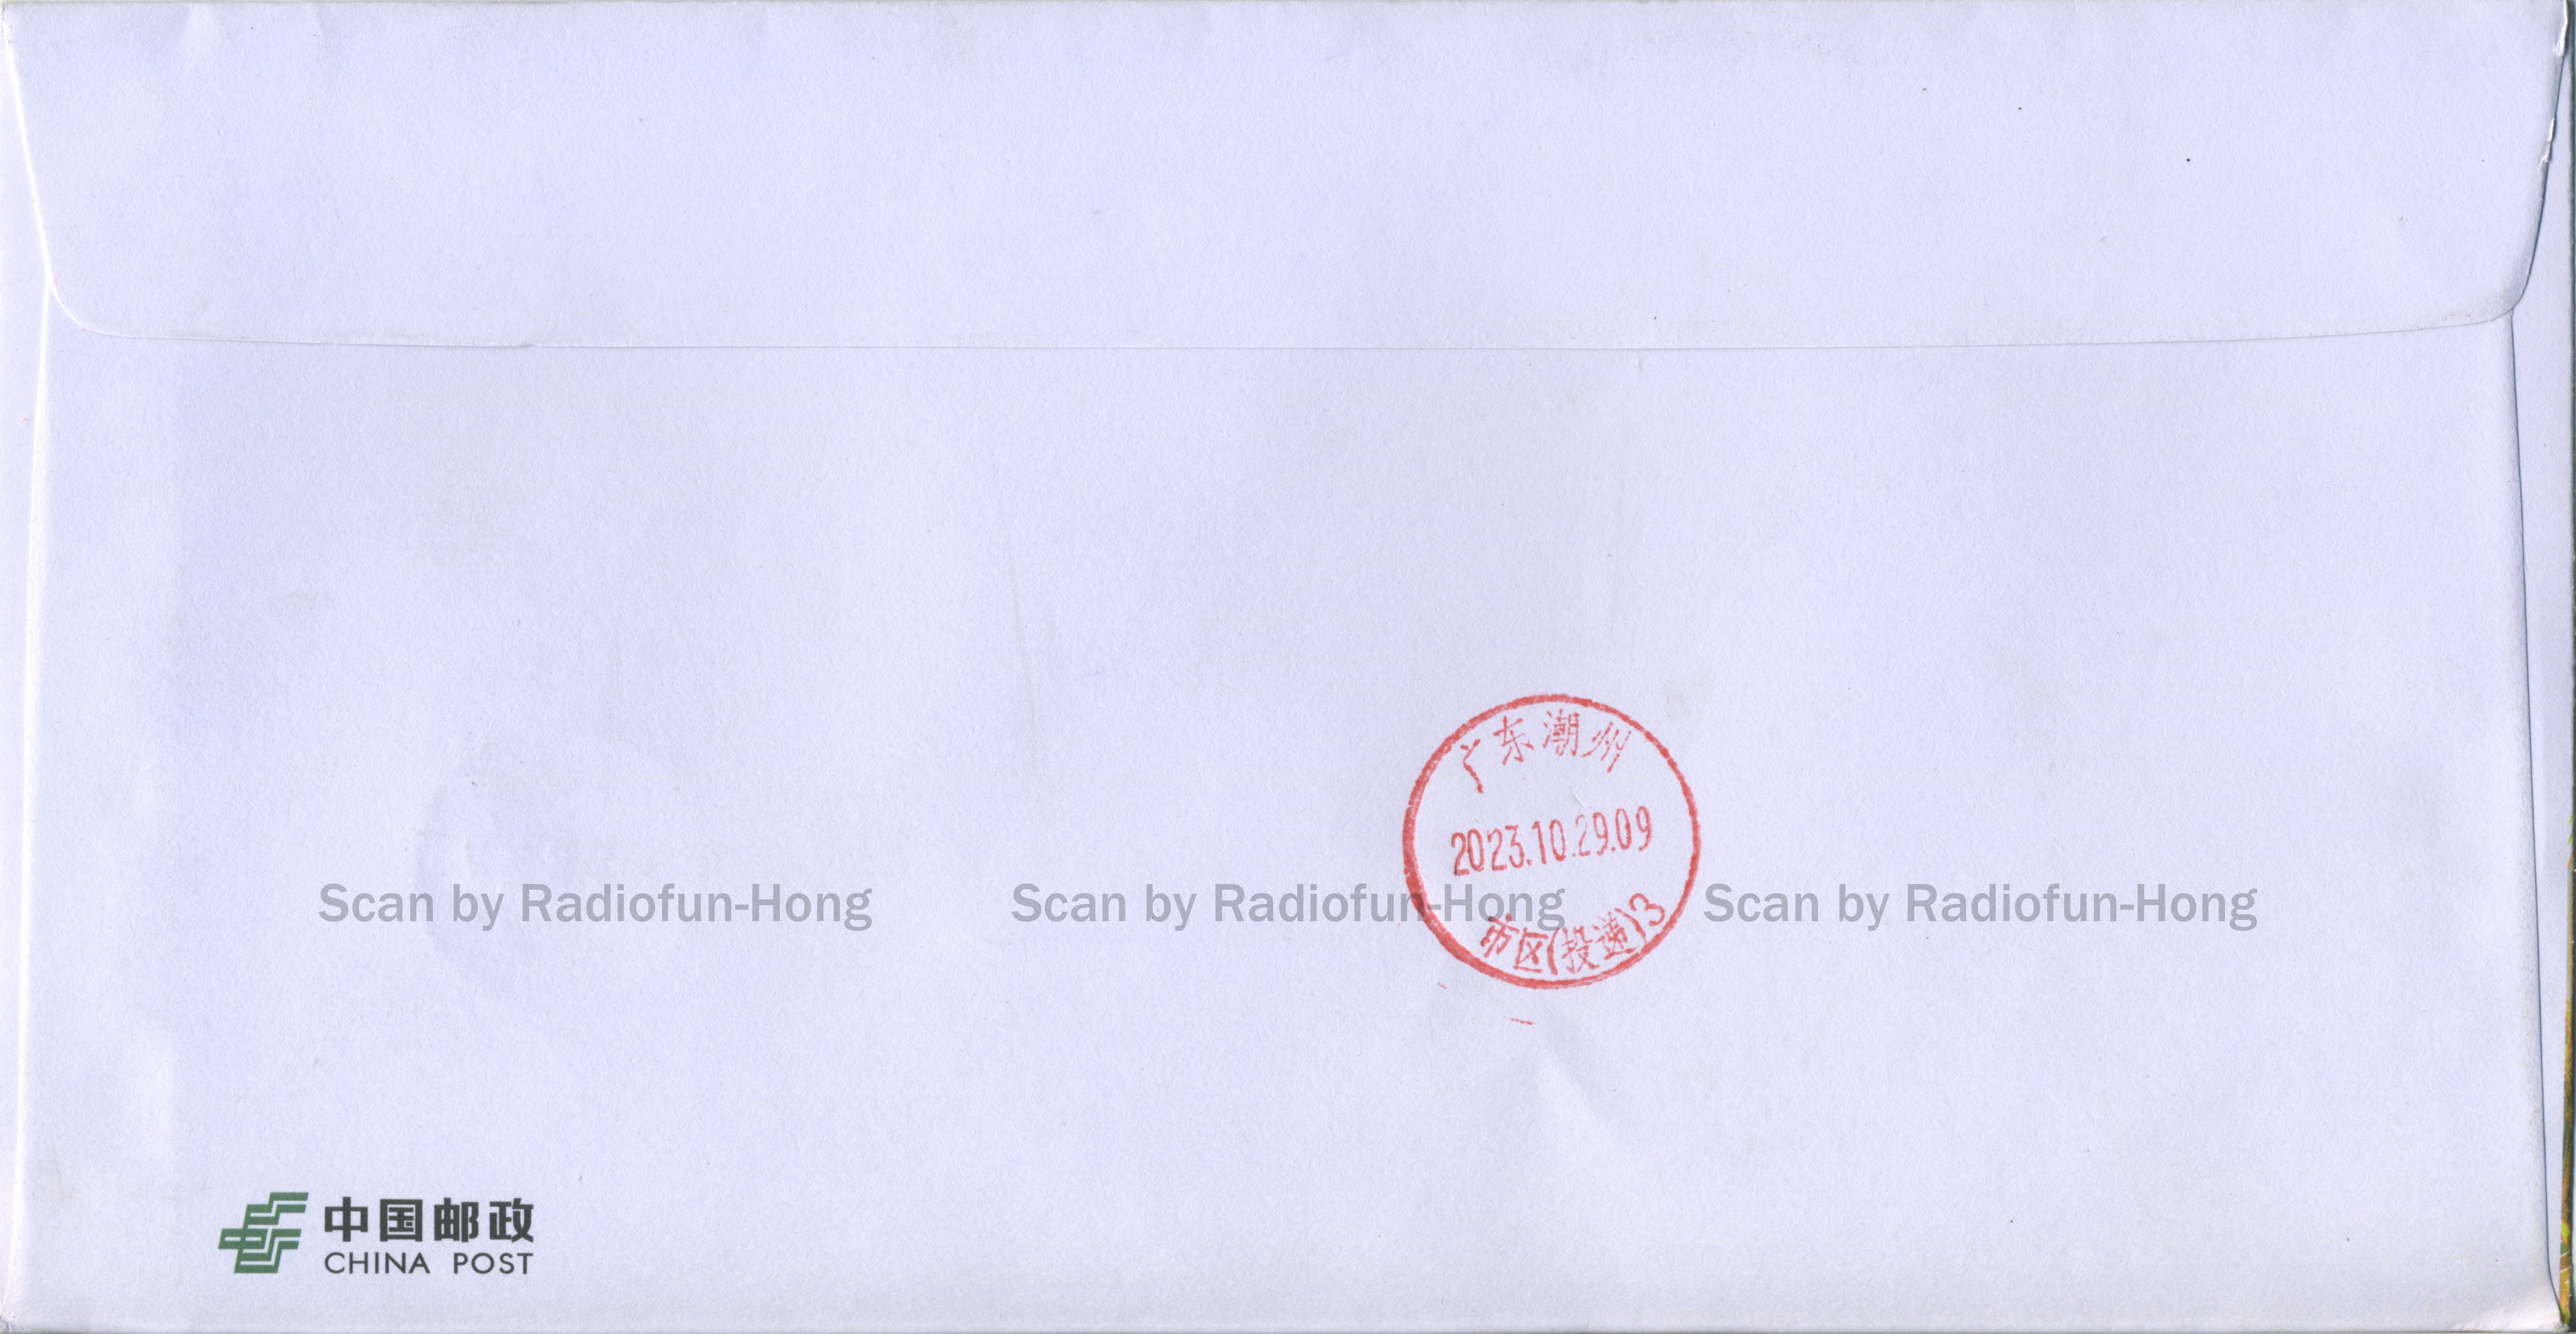 广东潮州
2023.10.29.09
Scan by Radiofun-Hong Scan by Radiofun-Hong Scan by Radiofun-Hong
市区(投递)3
中国邮政
CHINA POST